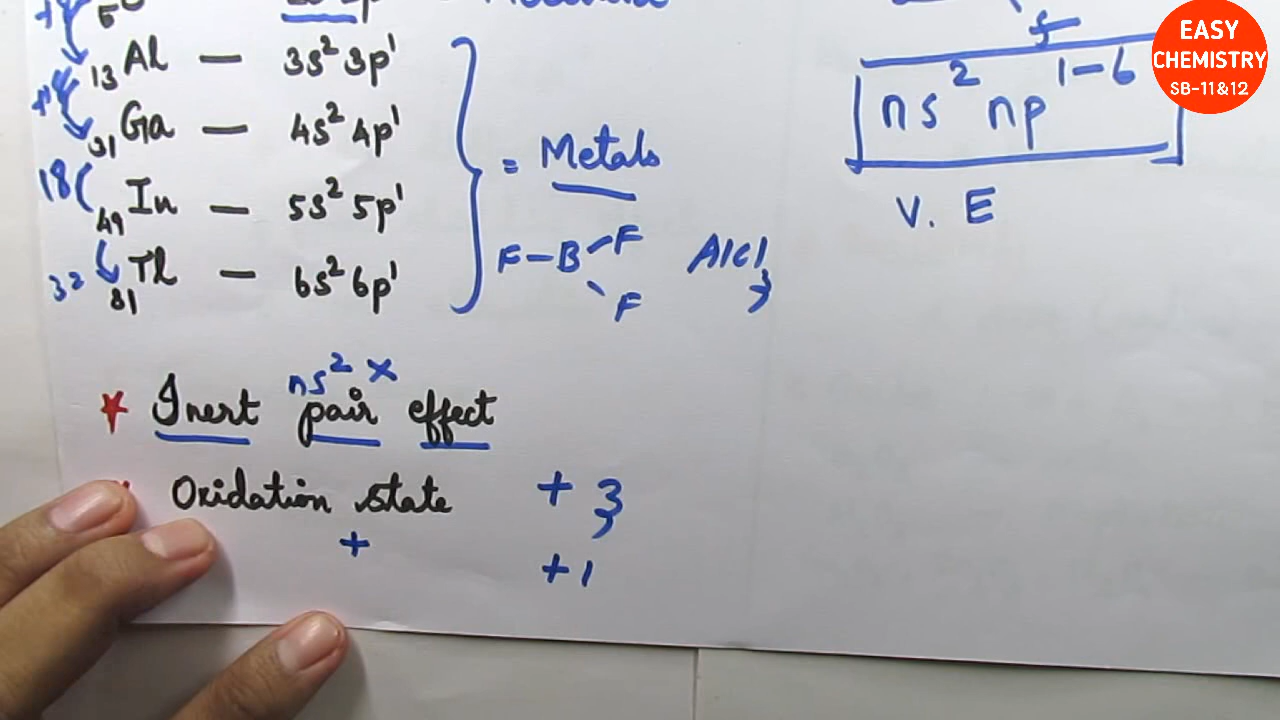 13Al — 3s² 3p¹
31Ga — 4s² 4p¹
18
49In — 5s² 5p¹
32
81Tl — 6s² 6p¹
= Metals
F—B
F
F
AlCl3
ns² ×
Inert pair effect
Oxidation state +3
+
+1
ns² np¹⁻⁶
V. E
EASY
CHEMISTRY
SB-11&12